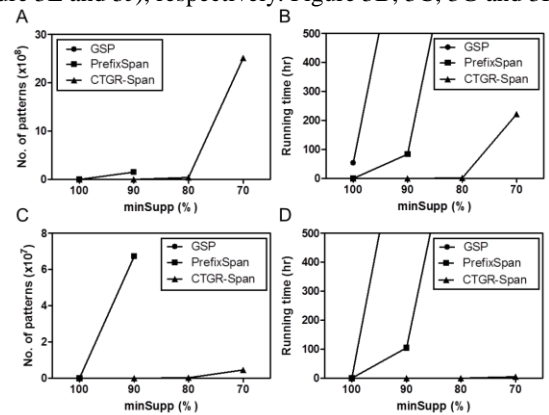 A
B
No. of patterns (x10⁸)
30
20
10
0
GSP
PrefixSpan
CTGR-Span
100 90 80 70
minSupp (%)
Running time (hr)
500
400
300
200
100
0
GSP
PrefixSpan
CTGR-Span
100 90 80 70
minSupp (%)
C
D
No. of patterns (x10⁷)
8
6
4
2
0
GSP
PrefixSpan
CTGR-Span
100 90 80 70
minSupp (%)
Running time (hr)
500
400
300
200
100
0
GSP
PrefixSpan
CTGR-Span
100 90 80 70
minSupp (%)